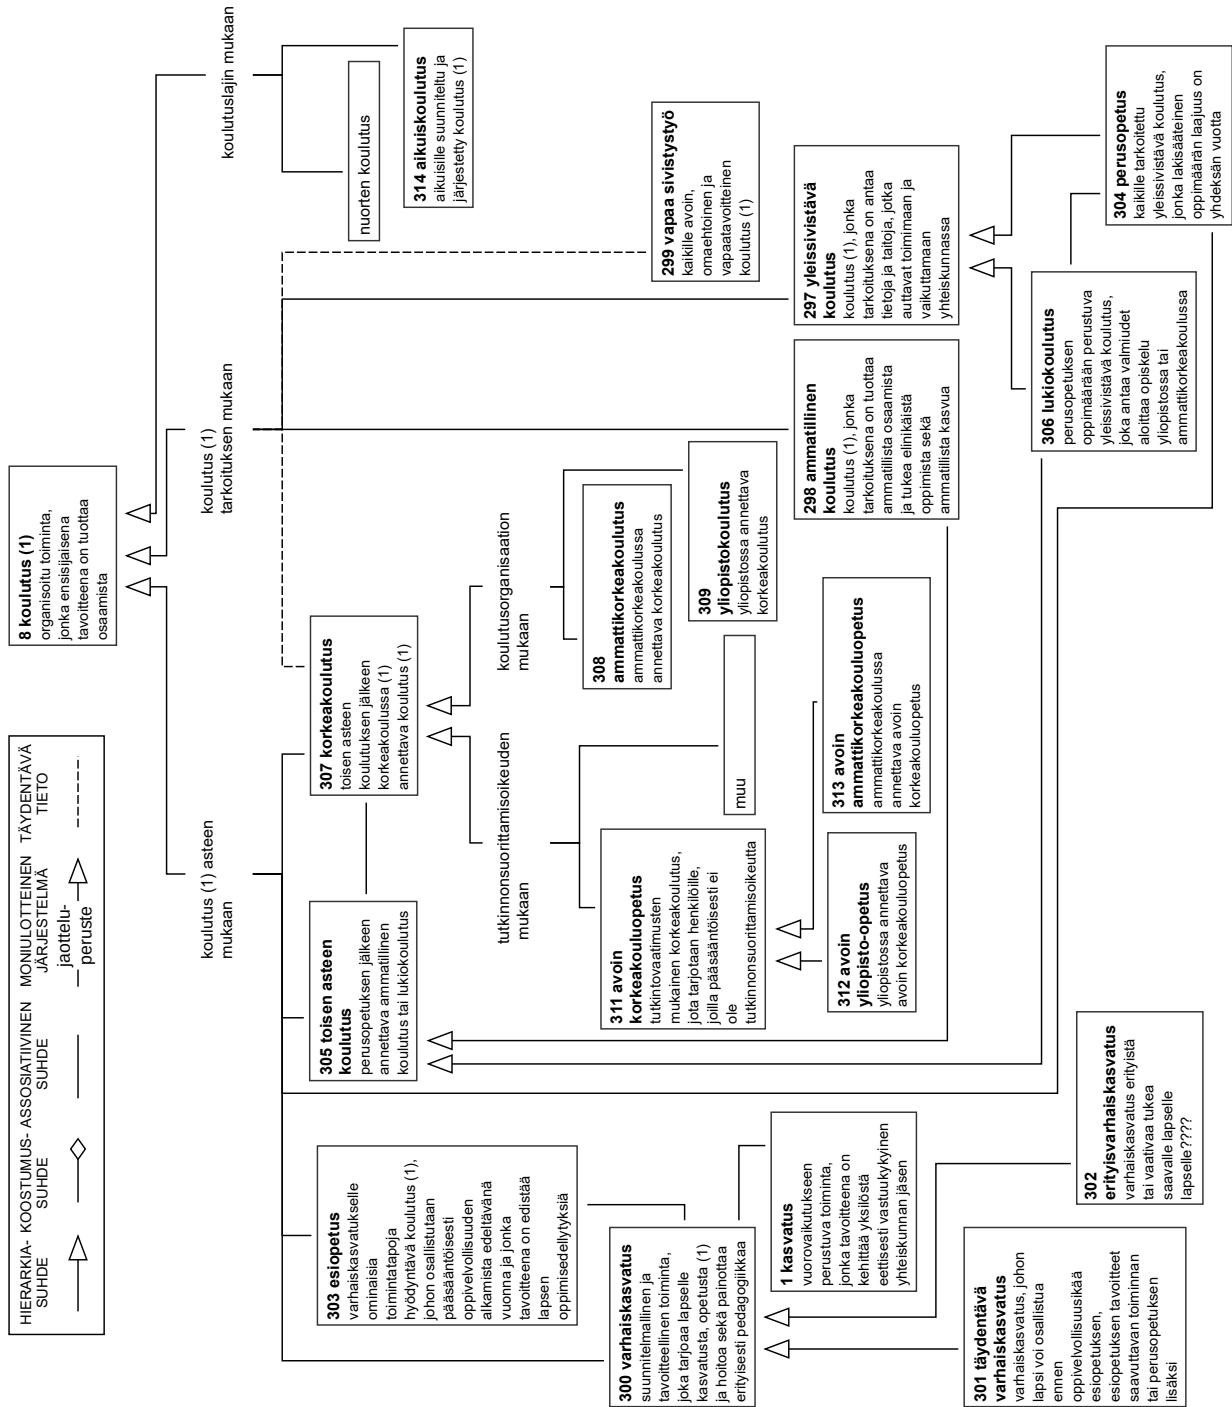 HIERARKIA-
SUHDE
KOOSTUMUS-
SUHDE
ASSOSIATIIVINEN
SUHDE
MONIULOTTEINEN
JÄRJESTELMÄ
jaottelu-
peruste
TÄYDENTÄVÄ
TIETO
8 koulutus (1)
organisoitu toiminta,
jonka ensisijaisena
tavoitteena on tuottaa
osaamista
koulutus (1) asteen
mukaan
koulutus (1)
tarkoituksen mukaan
koulutuslajin mukaan
303 esiopetus
varhaiskasvatukselle
ominaisia
toimintatapoja
hyödyntävä koulutus (1),
johon osallistutaan
pääsääntöisesti
oppivelvollisuuden
alkamista edeltävänä
vuonna ja jonka
tavoitteena on edistää
lapsen
oppimisedellytyksiä
305 toisen asteen
koulutus
perusopetuksen jälkeen
annettava ammatillinen
koulutus tai lukiokoulutus
307 korkeakoulutus
toisen asteen
koulutuksen jälkeen
korkeakoulussa (1)
annettava koulutus (1)
nuorten koulutus
314 aikuiskoulutus
aikuisille suunniteltu ja
järjestetty koulutus (1)
tutkinnonsuorittamisoikeuden
mukaan
koulutusorganisaation
mukaan
300 varhaiskasvatus
suunnitelmallinen ja
tavoitteellinen toiminta,
joka tarjoaa lapselle
kasvatusta, opetusta (1)
ja hoitoa sekä painottaa
erityisesti pedagogiikkaa
311 avoin
korkeakouluopetus
tutkintovaatimusten
mukainen korkeakoulutus,
jota tarjotaan henkilöille,
joilla pääsääntöisesti ei
ole
tutkinnonsuorittamisoikeutta
muu
308
ammattikorkeakoulutus
ammattikorkeakoulussa
annettava korkeakoulutus
309
yliopistokoulutus
yliopistossa annettava
korkeakoulutus
299 vapaa sivistystyö
kaikille avoin,
omaehtoinen ja
vapaatavoitteinen
koulutus (1)
1 kasvatus
vuorovaikutukseen
perustuva toiminta,
jonka tavoitteena on
kehittää yksilöstä
eettisesti vastuukykyinen
yhteiskunnan jäsen
312 avoin
yliopisto-opetus
yliopistossa annettava
avoin korkeakouluopetus
313 avoin
ammattikorkeakouluopetus
ammattikorkeakoulussa
annettava avoin
korkeakouluopetus
298 ammatillinen
koulutus
koulutus (1), jonka
tarkoituksena on tuottaa
ammatillista osaamista
ja tukea elinikäistä
oppimista sekä
ammatillista kasvua
297 yleissivistävä
koulutus
koulutus (1), jonka
tarkoituksena on antaa
tietoja ja taitoja, jotka
auttavat toimimaan ja
vaikuttamaan
yhteiskunnassa
301 täydentävä
varhaiskasvatus
varhaiskasvatus, johon
lapsi voi osallistua
ennen
oppivelvollisuusikää
esiopetuksen,
esiopetuksen tavoitteet
saavuttavan toiminnan
tai perusopetuksen
lisäksi
302
erityisvarhaiskasvatus
varhaiskasvatus erityistä
tai vaativaa tukea
saavalle lapselle
lapselle????
306 lukiokoulutus
perusopetuksen
oppimäärään perustuva
yleissivistävä koulutus,
joka antaa valmiudet
aloittaa opiskelu
yliopistossa tai
ammattikorkeakoulussa
304 perusopetus
kaikille tarkoitettu
yleissivistävä koulutus,
jonka lakisääteinen
oppimäärän laajuus on
yhdeksän vuotta